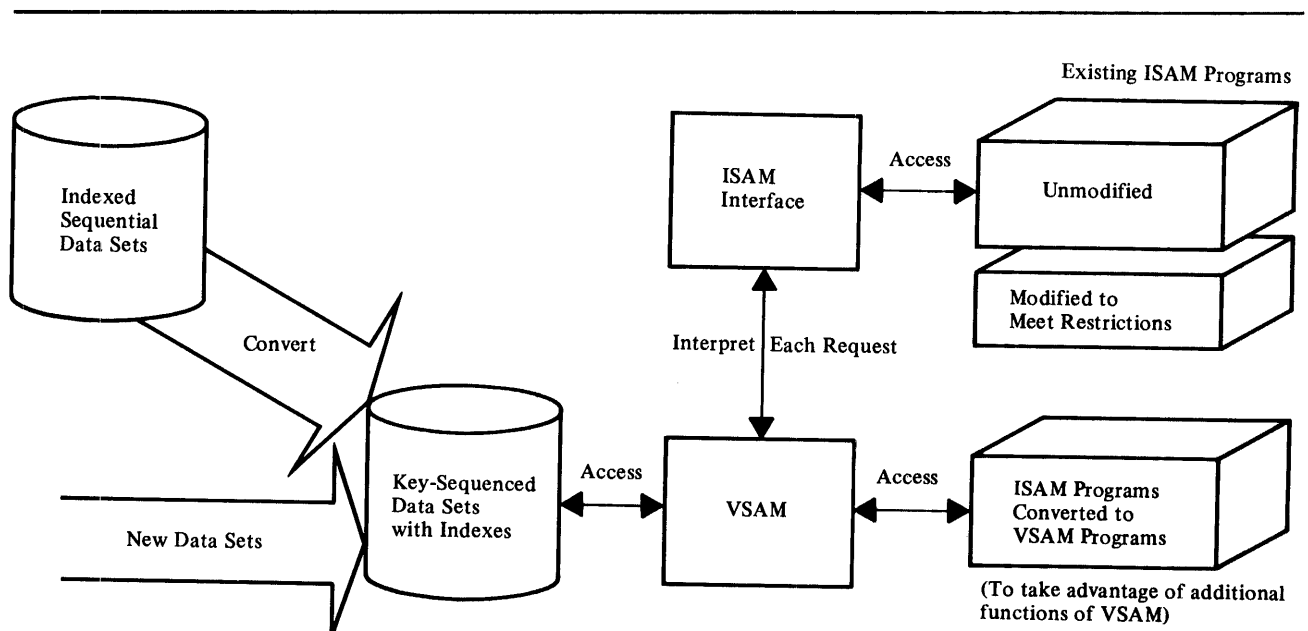 Existing ISAM Programs
Indexed
Sequential
Data Sets
ISAM
Interface
Access
Unmodified
Modified to
Meet Restrictions
Convert
Interpret Each Request
Key-Sequenced
Data Sets
with Indexes
Access
VSAM
Access
ISAM Programs
Converted to
VSAM Programs
New Data Sets
(To take advantage of additional
functions of VSAM)